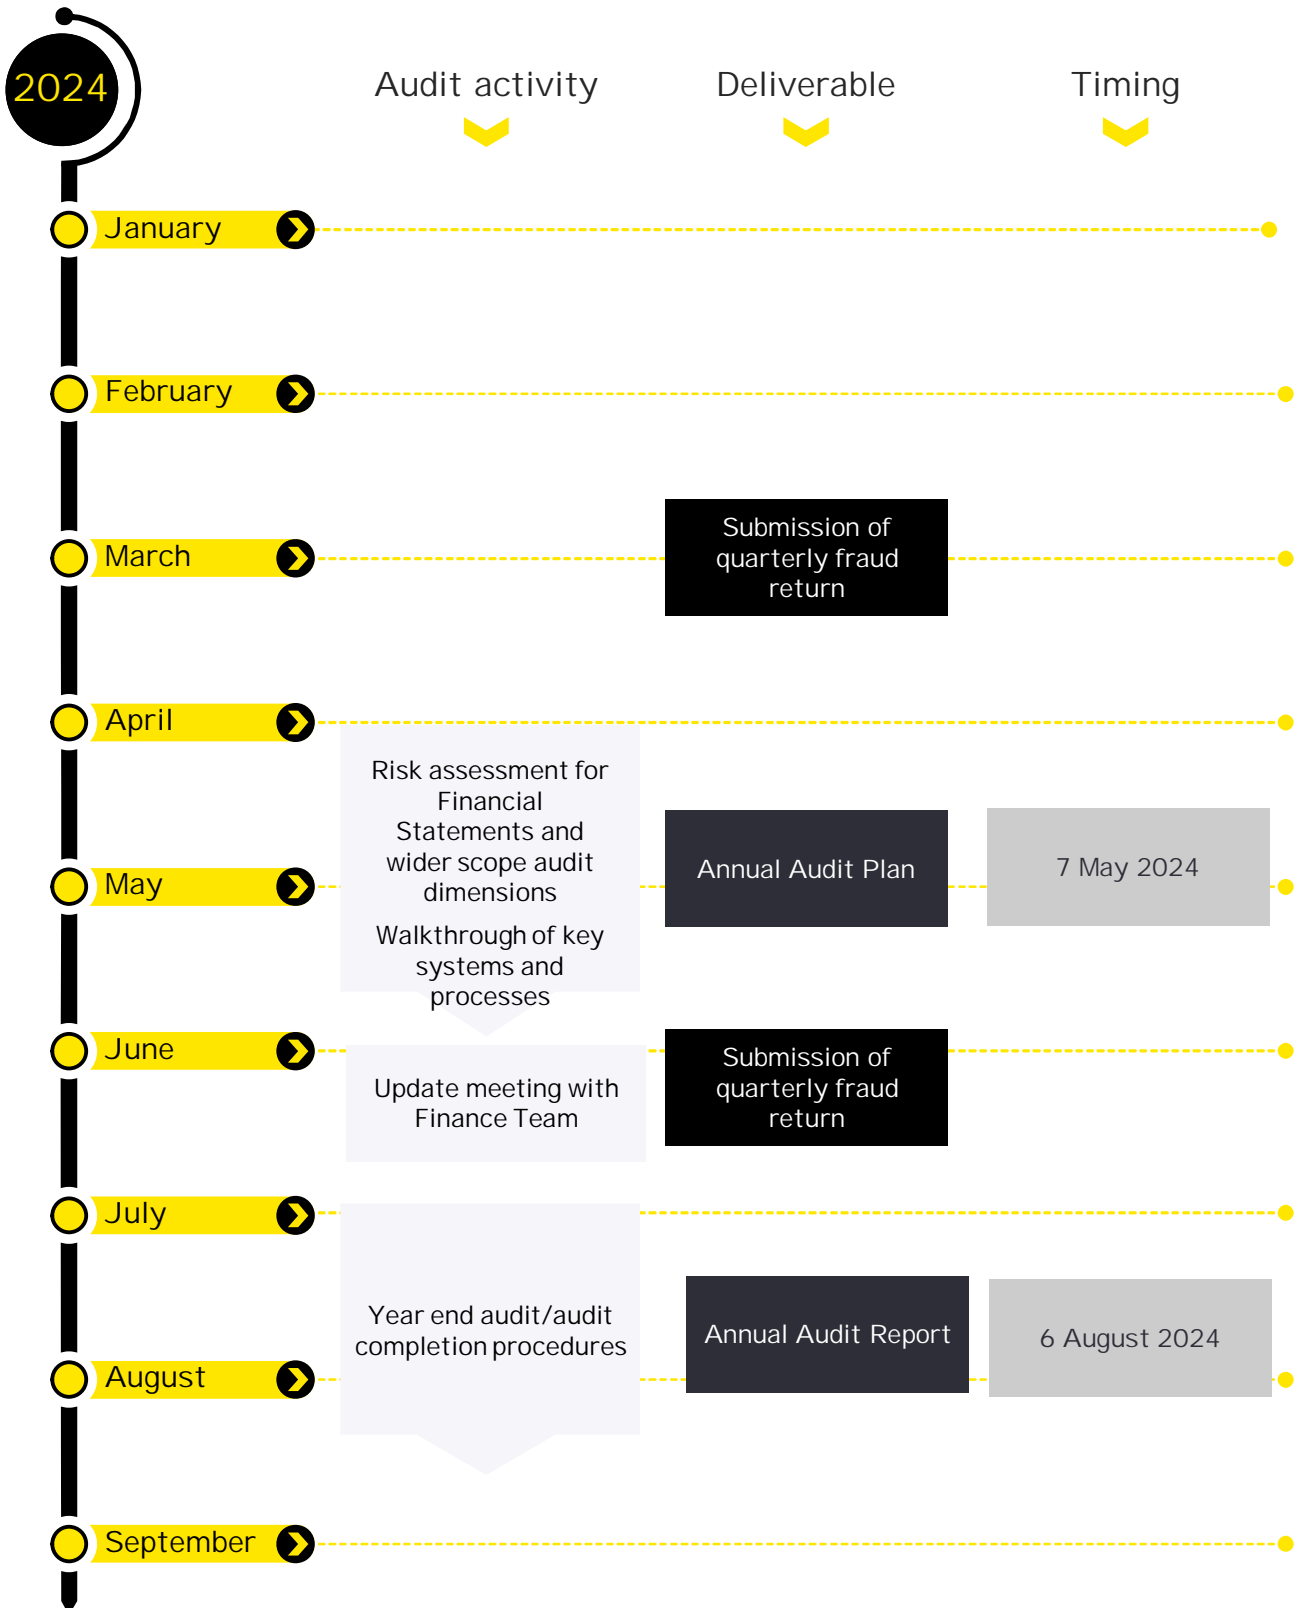 2024
Audit activity
Deliverable
Timing
January
February
March
Submission of
quarterly fraud
return
April
Risk assessment for
Financial
Statements and
wider scope audit
dimensions
Walkthrough of key
systems and
processes
May
Annual Audit Plan
7 May 2024
June
Update meeting with
Finance Team
Submission of
quarterly fraud
return
July
Year end audit/audit
completion procedures
Annual Audit Report
6 August 2024
August
September